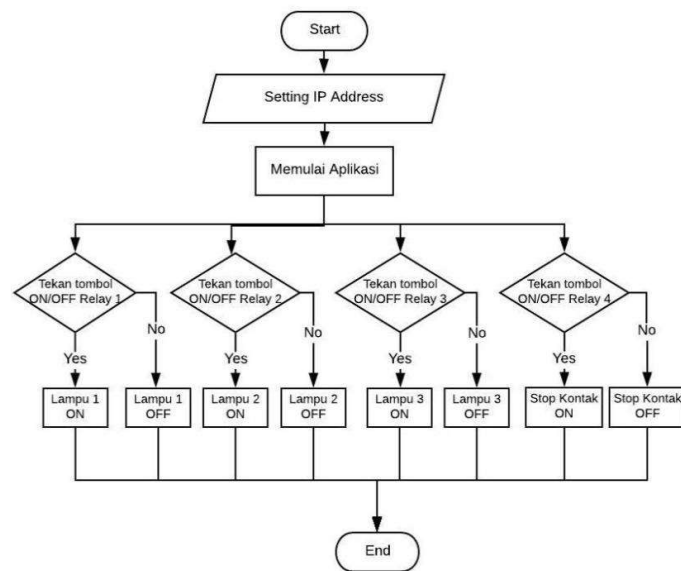 Start
Setting IP Address
Memulai Aplikasi
Tekan tombol
ON/OFF Relay 1
Tekan tombol
ON/OFF Relay 2
Tekan tombol
ON/OFF Relay 3
Tekan tombol
ON/OFF Relay 4
Yes
No
Yes
No
Yes
No
Yes
No
Lampu 1
ON
Lampu 1
OFF
Lampu 2
ON
Lampu 2
OFF
Lampu 3
ON
Lampu 3
OFF
Stop Kontak
ON
Stop Kontak
OFF
End